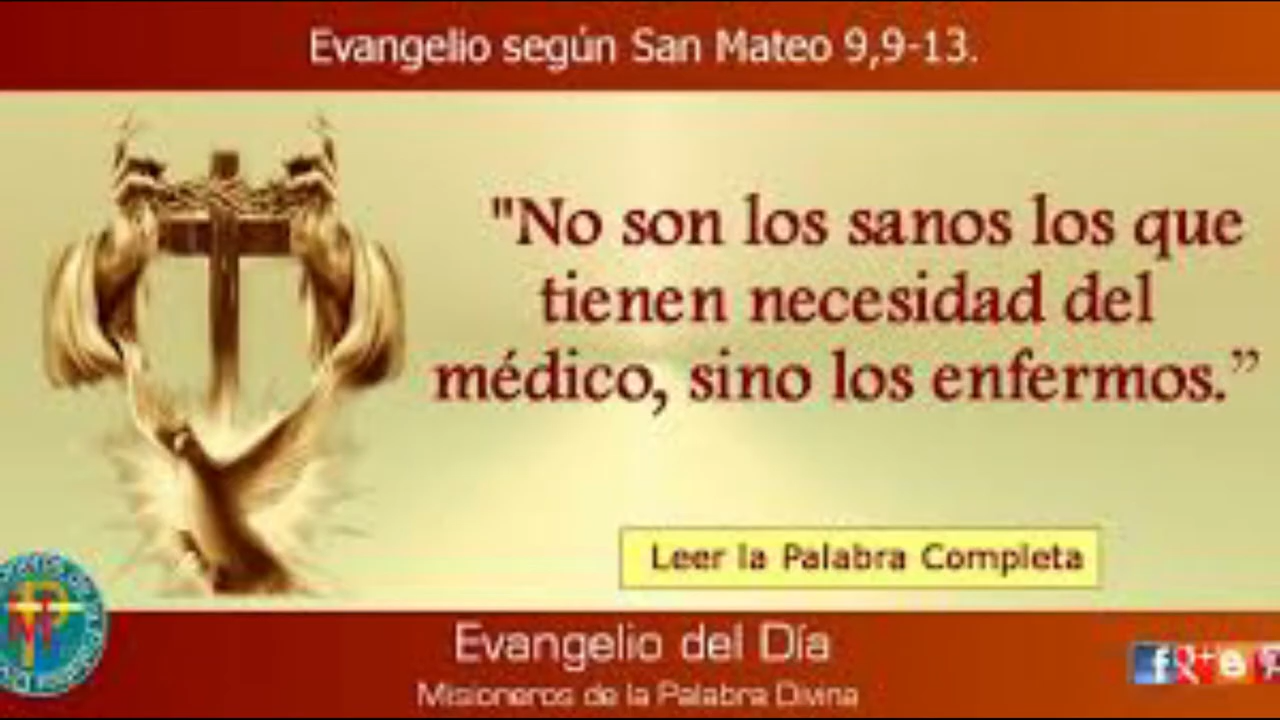 Evangelio según San Mateo 9,9-13.
"No son los sanos los que
tienen necesidad del
médico, sino los enfermos.”
Leer la Palabra Completa
Evangelio del Día
Misioneros de la Palabra Divina